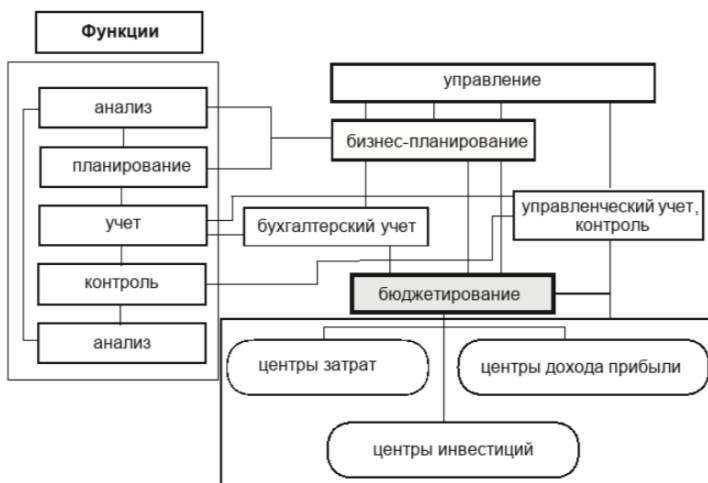 Функции
анализ
планирование
учет
контроль
анализ
управление
бизнес-планирование
бухгалтерский учет
управленческий учет,
контроль
бюджетирование
центры затрат
центры дохода прибыли
центры инвестиций